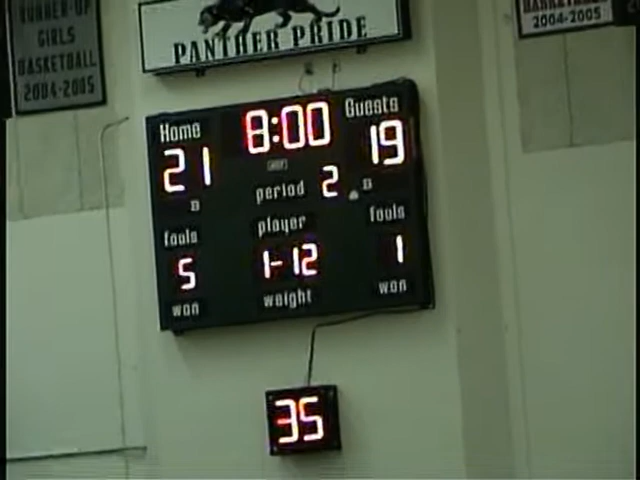 RUNNER-UP
GIRLS
BASKETBALL
2004-2005
PANTHER PRIDE
BASKETBALL
2004-2005
Home 8:00 Guests
21 19
period 2
fouls player fouls
5 1-12 1
won weight won
35